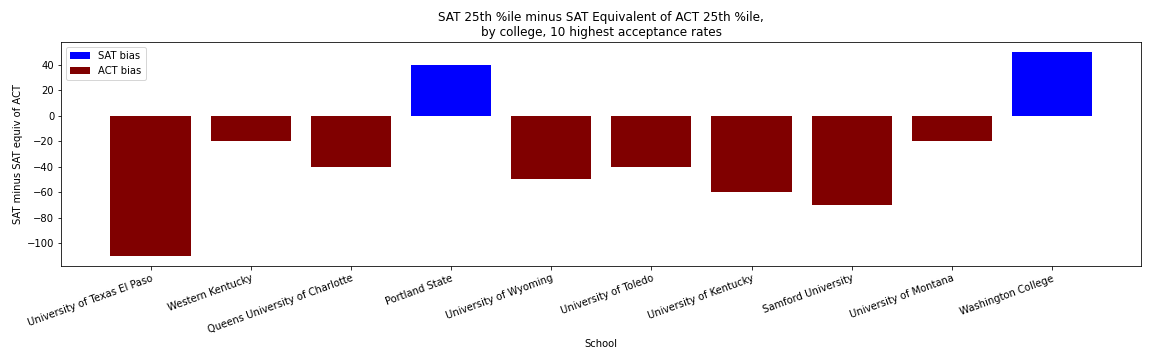 SAT 25th %ile minus SAT Equivalent of ACT 25th %ile,
by college, 10 highest acceptance rates
SAT bias
ACT bias
SAT minus SAT equiv of ACT
40
20
0
−20
−40
−60
−80
−100
University of Texas El Paso
Western Kentucky
Queens University of Charlotte
Portland State
University of Wyoming
University of Toledo
University of Kentucky
Samford University
University of Montana
Washington College
School